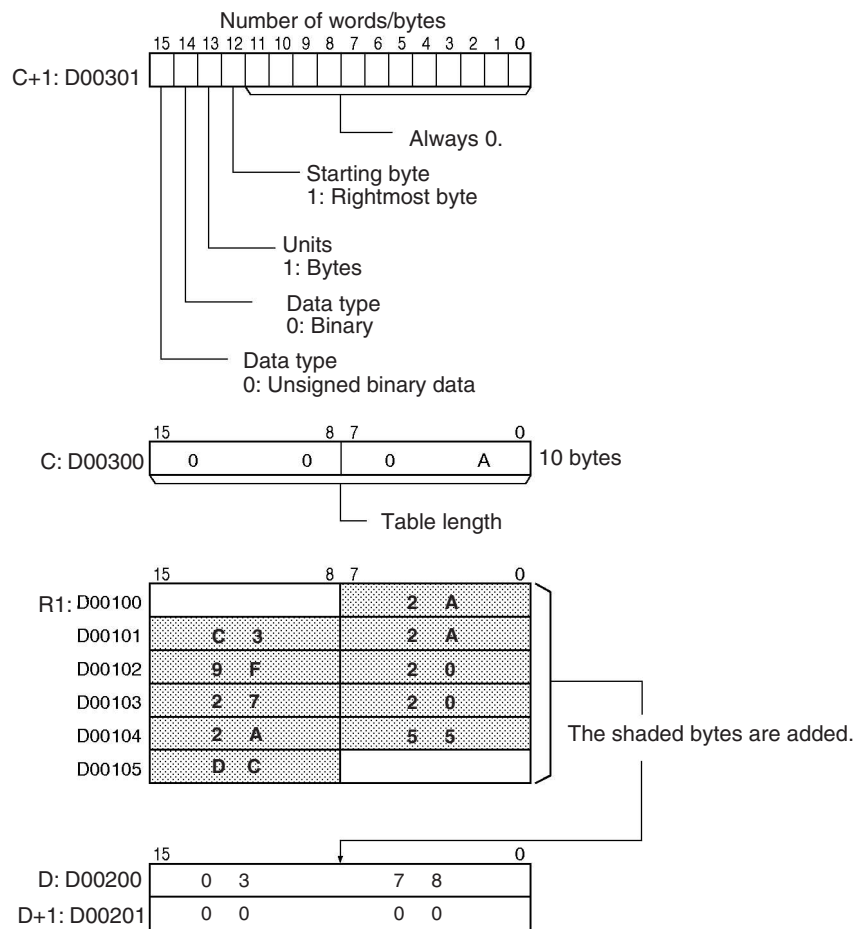 Number of words/bytes
15 14 13 12 11 10 9 8 7 6 5 4 3 2 1 0
C+1: D00301
Always 0.
Starting byte
1: Rightmost byte
Units
1: Bytes
Data type
0: Binary
Data type
0: Unsigned binary data
15 8 7 0
C: D00300 0 0 0 A 10 bytes
Table length
15 8 7 0
R1: D00100 2 A
D00101 C 3 2 A
D00102 9 F 2 0
D00103 2 7 2 0
D00104 2 A 5 5
D00105 D C
The shaded bytes are added.
15 0
D: D00200 0 3 7 8
D+1: D00201 0 0 0 0